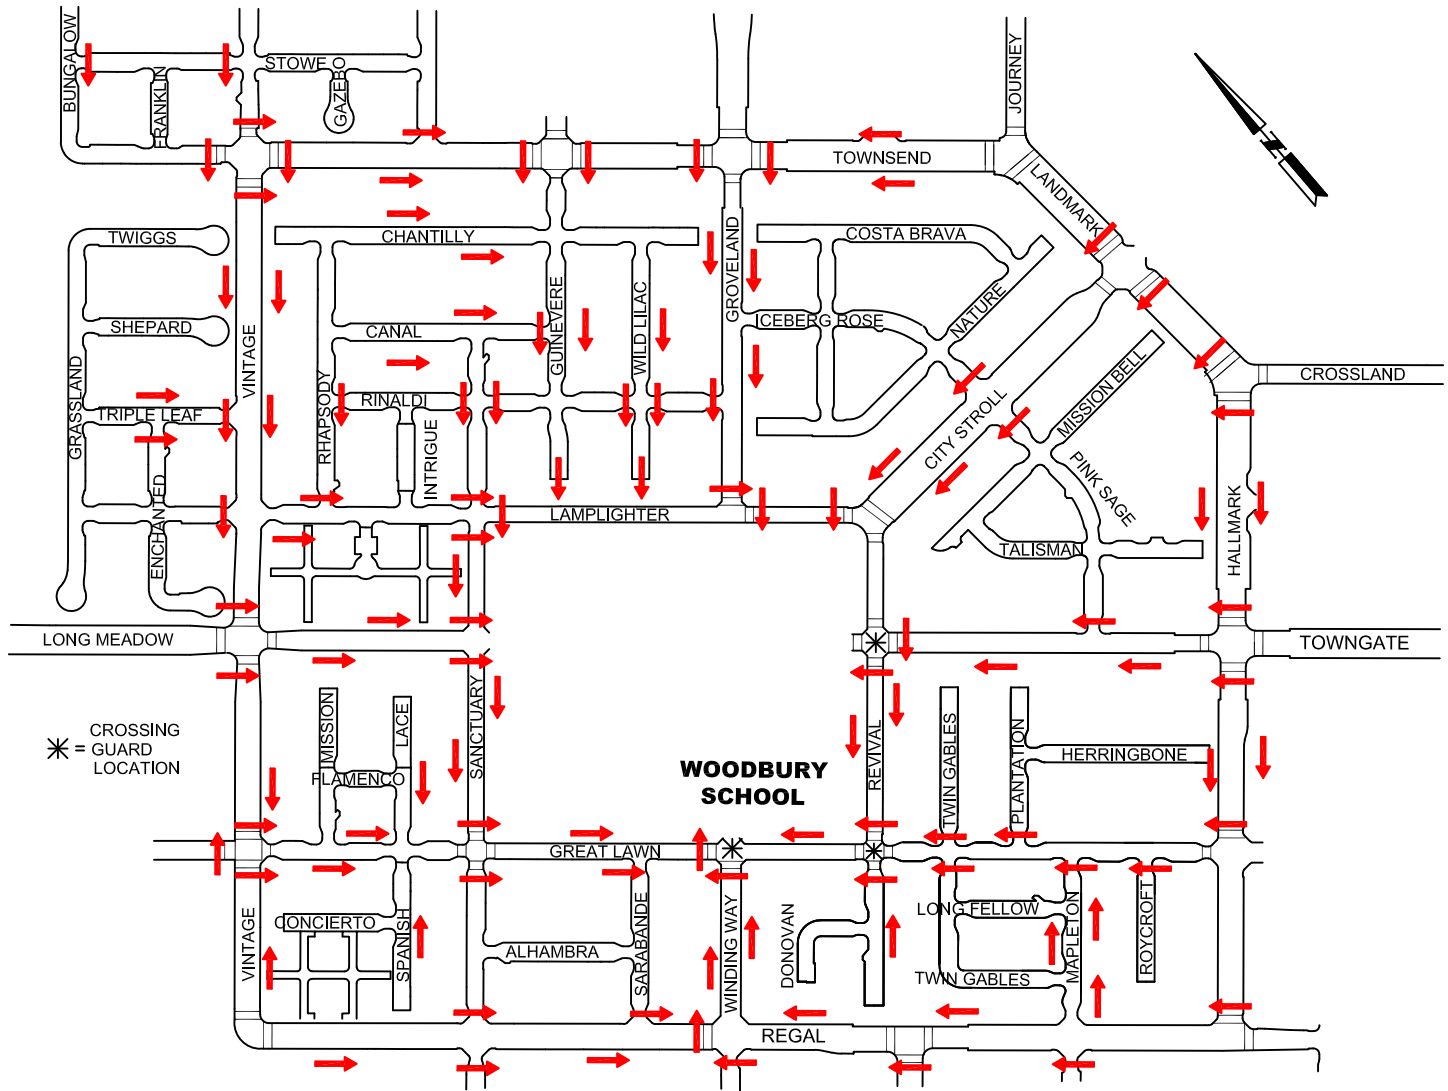 BUNGALOW
FRANKLIN
STOWE
GAZEBO
JOURNEY
TOWNSEND
LANDMARK
TWIGGS
CHANTILLY
COSTA BRAVA
SHEPARD
VINTAGE
CANAL
GUINEVERE
WILD LILAC
GROVELAND
ICEBERG ROSE
NATURE
MISSION BELL
CROSSLAND
GRASSLAND
TRIPLE LEAF
RHAPSODY
RINALDI
INTRIGUE
CITY STROLL
PINK SAGE
ENCHANTED
LAMPLIGHTER
TALISMAN
HALLMARK
LONG MEADOW
TOWNGATE
CROSSING
= GUARD
LOCATION
MISSION
LACE
FLAMENCO
SANCTUARY
WOODBURY
SCHOOL
REVIVAL
TWIN GABLES
PLANTATION
HERRINGBONE
GREAT LAWN
VINTAGE
CONCIERTO
SPANISH
ALHAMBRA
SARABANDE
WINDING WAY
DONOVAN
LONG FELLOW
TWIN GABLES
MAPLETON
ROYCROFT
REGAL
N